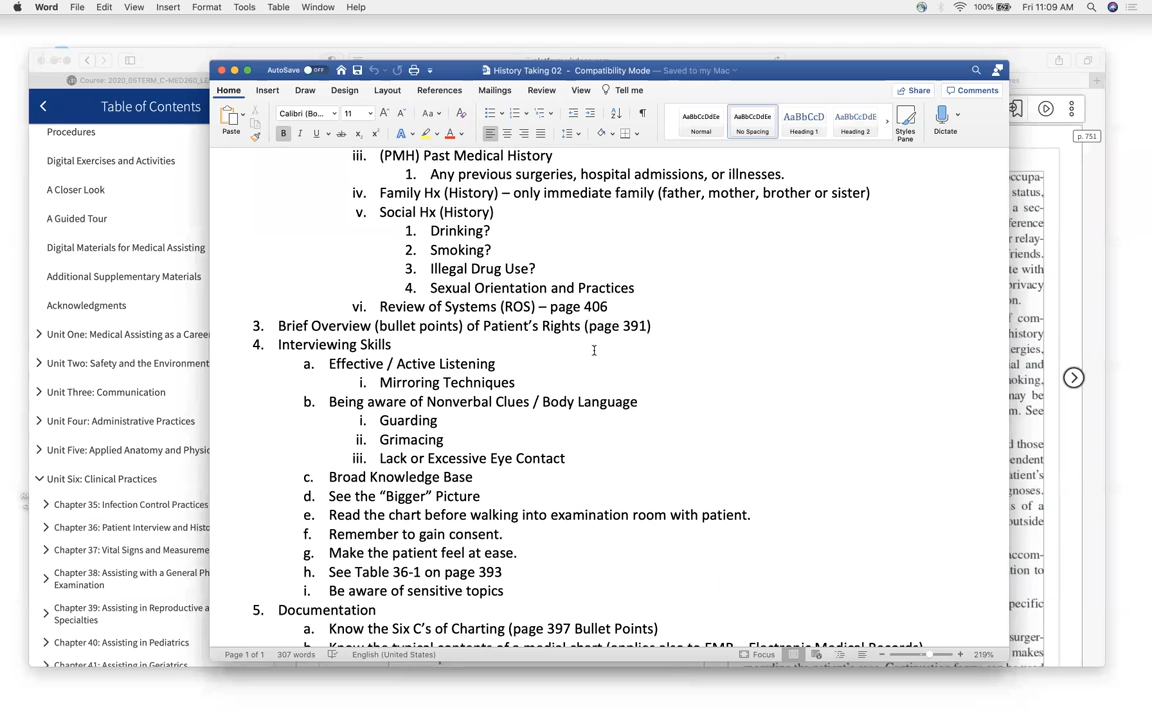 Word File Edit View Insert Format Tools Table Window Help 100% Fri 11:09 AM
AutoSave OFF History Taking 02 - Compatibility Mode — Saved to my Mac
Home Insert Draw Design Layout References Mailings Review View Tell me Share Comments
Paste Calibri (Bo... 11 Aa AaBbCcDdEe AaBbCcDdEe AaBbCcD AaBbCcDdE
Normal No Spacing Heading 1 Heading 2 Styles Pane Dictate
Course: 2020_05TERM_C-MED260
Table of Contents
Procedures
Digital Exercises and Activities
A Closer Look
A Guided Tour
Digital Materials for Medical Assisting
Additional Supplementary Materials
Acknowledgments
Unit One: Medical Assisting as a Career
Unit Two: Safety and the Environment
Unit Three: Communication
Unit Four: Administrative Practices
Unit Five: Applied Anatomy and Physio
Unit Six: Clinical Practices
Chapter 35: Infection Control Practices
Chapter 36: Patient Interview and Histo
Chapter 37: Vital Signs and Measureme
Chapter 38: Assisting with a General Ph
Examination
Chapter 39: Assisting in Reproductive a
Specialties
Chapter 40: Assisting in Pediatrics
Chapter 41: Assisting in Geriatrics
iii. (PMH) Past Medical History
1. Any previous surgeries, hospital admissions, or illnesses.
iv. Family Hx (History) – only immediate family (father, mother, brother or sister)
v. Social Hx (History)
1. Drinking?
2. Smoking?
3. Illegal Drug Use?
4. Sexual Orientation and Practices
vi. Review of Systems (ROS) – page 406
3. Brief Overview (bullet points) of Patient's Rights (page 391)
4. Interviewing Skills
a. Effective / Active Listening
i. Mirroring Techniques
b. Being aware of Nonverbal Clues / Body Language
i. Guarding
ii. Grimacing
iii. Lack or Excessive Eye Contact
c. Broad Knowledge Base
d. See the “Bigger” Picture
e. Read the chart before walking into examination room with patient.
f. Remember to gain consent.
g. Make the patient feel at ease.
h. See Table 36-1 on page 393
i. Be aware of sensitive topics
5. Documentation
a. Know the Six C's of Charting (page 397 Bullet Points)
b. Know the typical contents of a medial chart (applies also to EMR – Electronic Medical Records)
Page 1 of 1 307 words English (United States) Focus 219%
p. 751